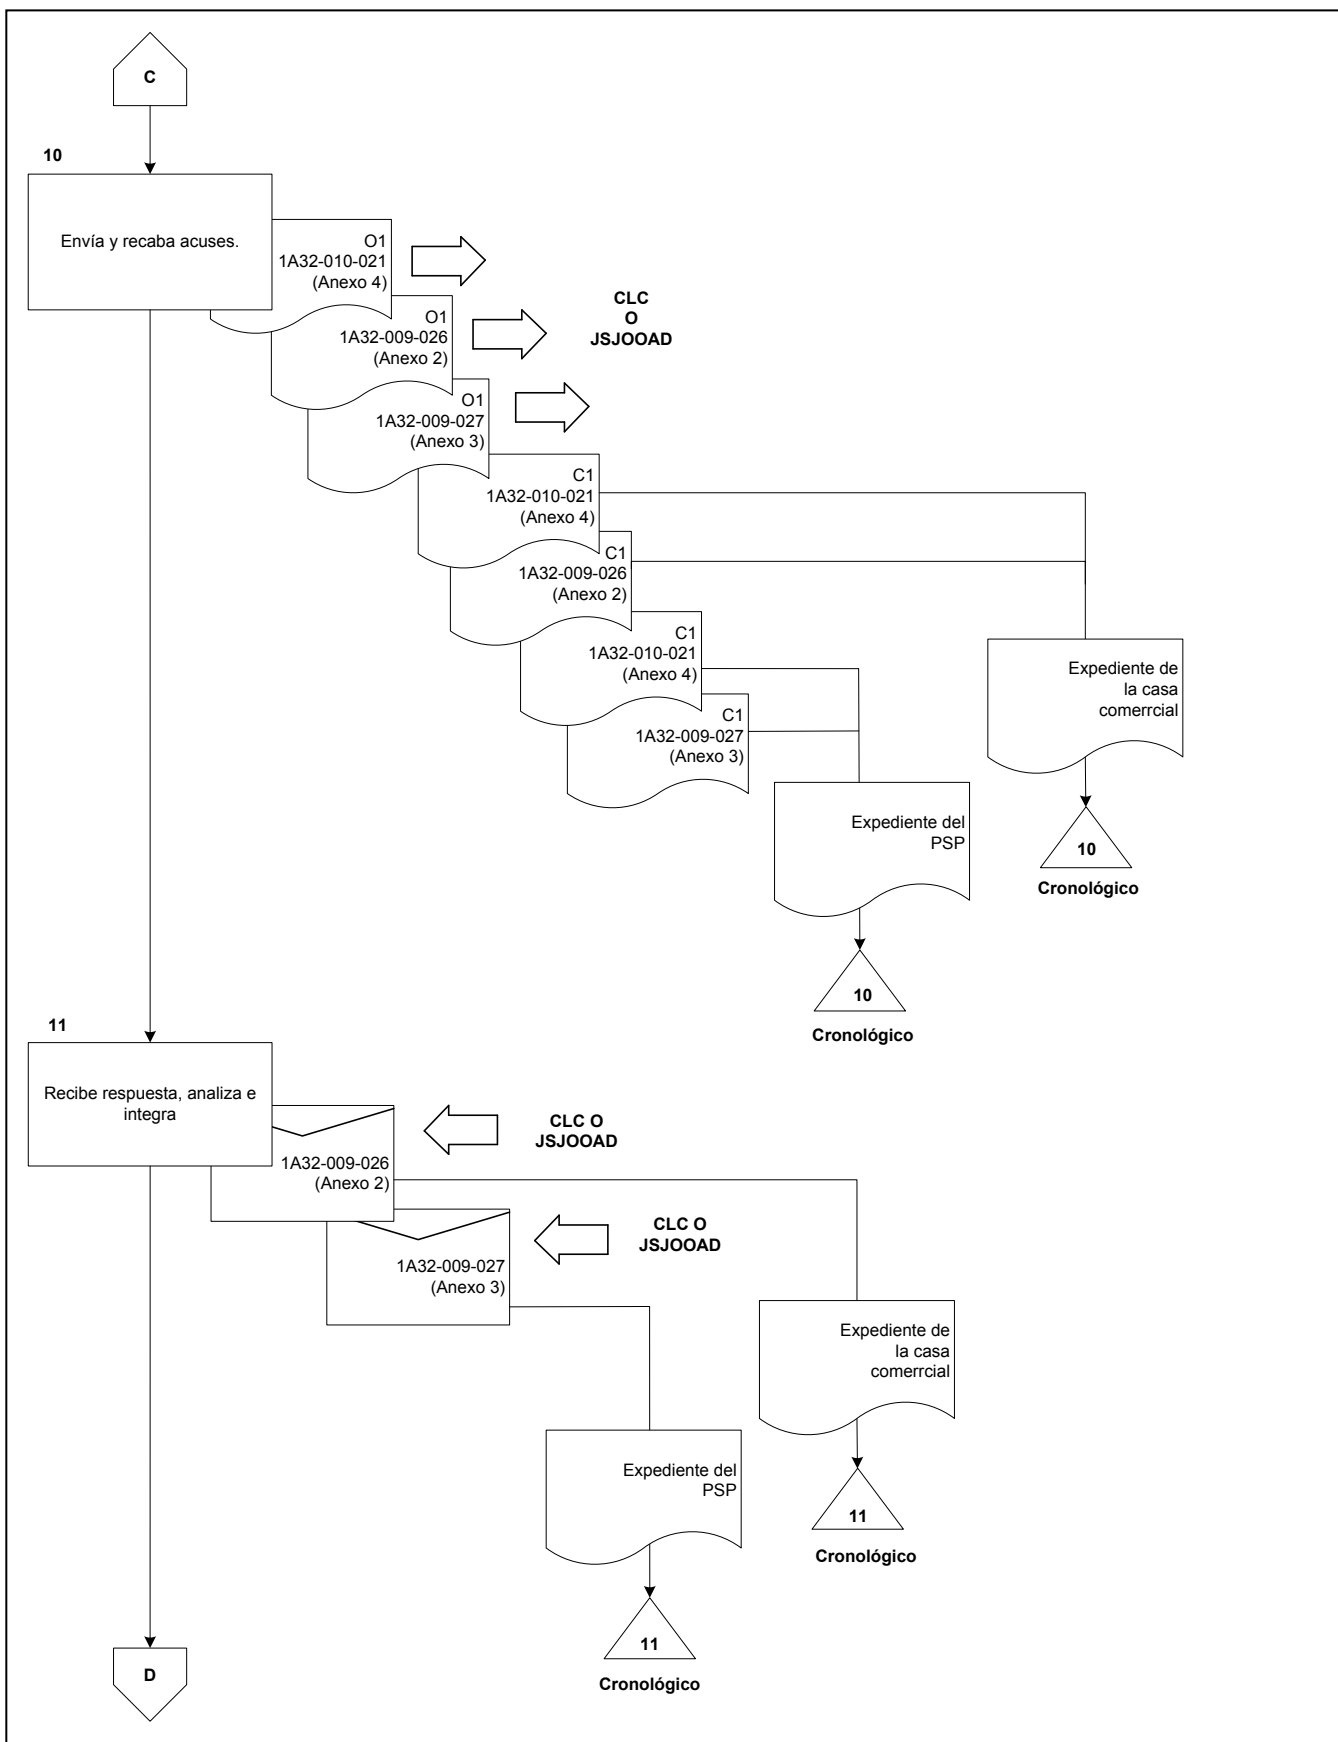 C
10
Envía y recaba acuses.
O1
1A32-010-021
(Anexo 4)
O1
1A32-009-026
(Anexo 2)
CLC
O
JSJOOAD
O1
1A32-009-027
(Anexo 3)
C1
1A32-010-021
(Anexo 4)
C1
1A32-009-026
(Anexo 2)
C1
1A32-010-021
(Anexo 4)
C1
1A32-009-027
(Anexo 3)
Expediente de
la casa
comerrcial
10
Cronológico
Expediente del
PSP
10
Cronológico
11
Recibe respuesta, analiza e
integra
1A32-009-026
(Anexo 2)
CLC O
JSJOOAD
1A32-009-027
(Anexo 3)
CLC O
JSJOOAD
Expediente de
la casa
comerrcial
11
Cronológico
Expediente del
PSP
11
Cronológico
D